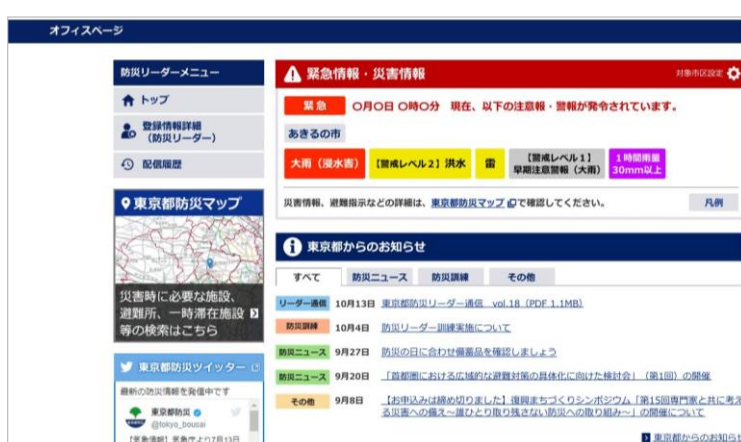 オフィスページ
防災リーダーメニュー
トップ
登録情報詳細
(防災リーダー)
配信履歴
東京都防災マップ
災害時に必要な施設、
避難所、一時滞在施設
等の検索はこちら
東京都防災ツイッター
最新の防災情報を発信中です
東京都防災
@tokyo_bousai
緊急情報・災害情報
対象市区設定
緊急 〇月〇日 〇時〇分 現在、以下の注意報・警報が発令されています。
あきるの市
大雨(浸水害) 【警戒レベル2】洪水 雷 【警戒レベル1】 1時間雨量
早期注意警報(大雨) 30mm以上
災害情報、避難指示などの詳細は、東京都防災マップで確認してください。 凡例
東京都からのお知らせ
すべて 防災ニュース 防災訓練 その他
リーダー通信 10月13日 東京都防災リーダー通信 vol.18(PDF 1.1MB)
防災訓練 10月4日 防災リーダー訓練実施について
防災ニュース 9月27日 防災の日に合わせ備蓄品を確認しましょう
防災ニュース 9月20日 「首都圏における広域的な避難対策の具体化に向けた検討会」(第1回)の開催
その他 9月8日 【お申込みは締め切りました】復興まちづくりシンポジウム「第15回専門家と共に考え
る災害への備え～誰ひとり取り残さない防災への取り組み～」の開催について
東京都からのお知らせ